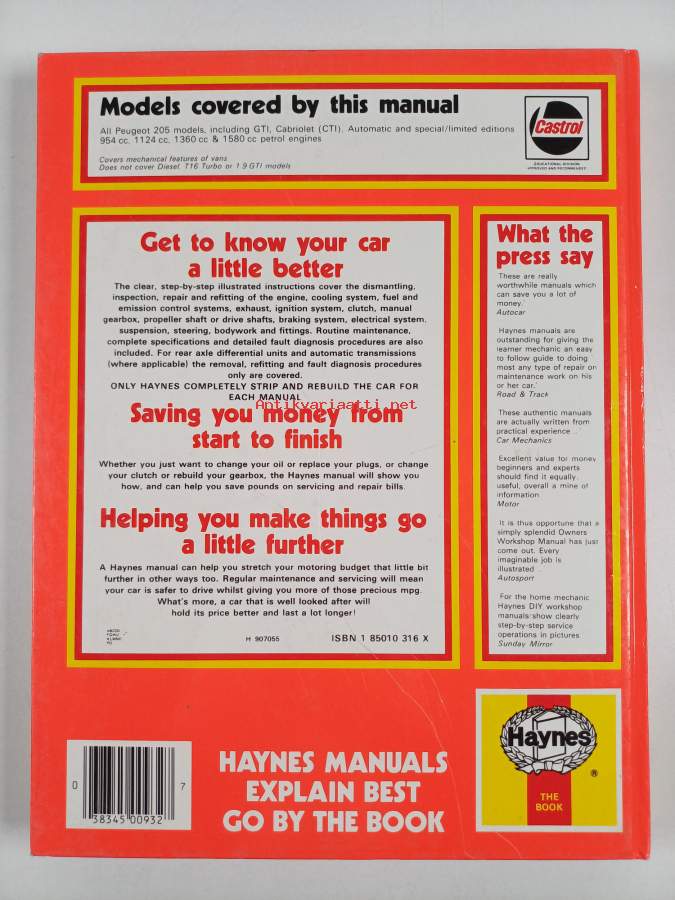 Models covered by this manual
All Peugeot 205 models, including GTI, Cabriolet (CTI), Automatic and special/limited editions
954 cc, 1124 cc, 1360 cc & 1580 cc petrol engines
Covers mechanical features of vans
Does not cover Diesel, T16 Turbo or 1.9 GTI models
Castrol
EDUCATIONAL DIVISION
APPROVED AND RECOMMENDED
Get to know your car
a little better
The clear, step-by-step illustrated instructions cover the dismantling,
inspection, repair and refitting of the engine, cooling system, fuel and
emission control systems, exhaust, ignition system, clutch, manual
gearbox, propeller shaft or drive shafts, braking system, electrical system,
suspension, steering, bodywork and fittings. Routine maintenance,
complete specifications and detailed fault diagnosis procedures are also
included. For rear axle differential units and automatic transmissions
(where applicable) the removal, refitting and fault diagnosis procedures
only are covered.
ONLY HAYNES COMPLETELY STRIP AND REBUILD THE CAR FOR
EACH MANUAL
Antikvariaatti.net
Saving you money from
start to finish
Whether you just want to change your oil or replace your plugs, or change
your clutch or rebuild your gearbox, the Haynes manual will show you
how, and can help you save pounds on servicing and repair bills.
Helping you make things go
a little further
A Haynes manual can help you stretch your motoring budget that little bit
further in other ways too. Regular maintenance and servicing will mean
your car is safer to drive whilst giving you more of those precious mpg.
What's more, a car that is well looked after will
hold its price better and last a lot longer!
H 907055
ISBN 1 85010 316 X
What the
press say
'These are really
worthwhile manuals which
can save you a lot of
money.'
Autocar
'Haynes manuals are
outstanding for giving the
learner mechanic an easy
to follow guide to doing
most any type of repair or
maintenance work on his
or her car.'
Road & Track
'These authentic manuals
are actually written from
practical experience...'
Car Mechanics
'Excellent value for money
beginners and experts
should find it equally
useful, overall a mine of
information'
Motor
'It is thus opportune that a
simply splendid Owners
Workshop Manual has just
come out. Every
imaginable job is
illustrated...'
Autosport
'For the home mechanic
Haynes DIY workshop
manuals show clearly
step-by-step service
operations in pictures'
Sunday Mirror
0
38345 00932
7
HAYNES MANUALS
EXPLAIN BEST
GO BY THE BOOK
Haynes
®
THE
BOOK